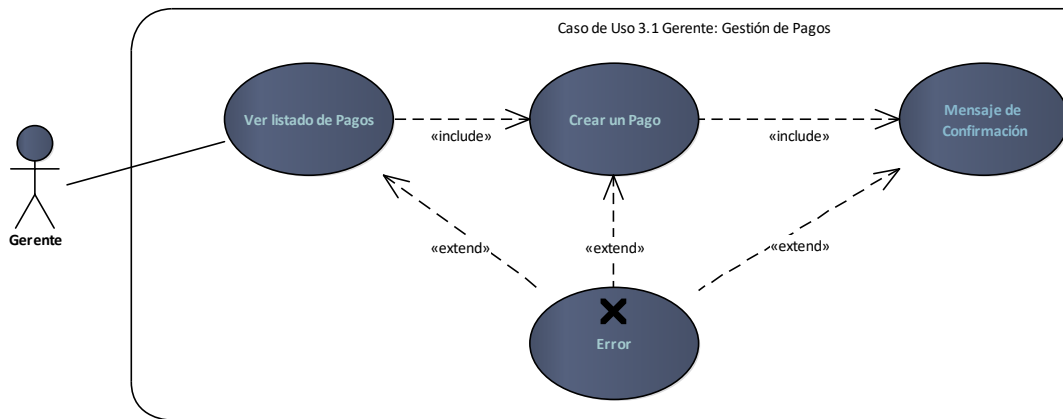 Caso de Uso 3.1 Gerente: Gestión de Pagos
Ver listado de Pagos
«include»
Crear un Pago
«include»
Mensaje de
Confirmación
Gerente
«extend»
«extend»
«extend»
Error